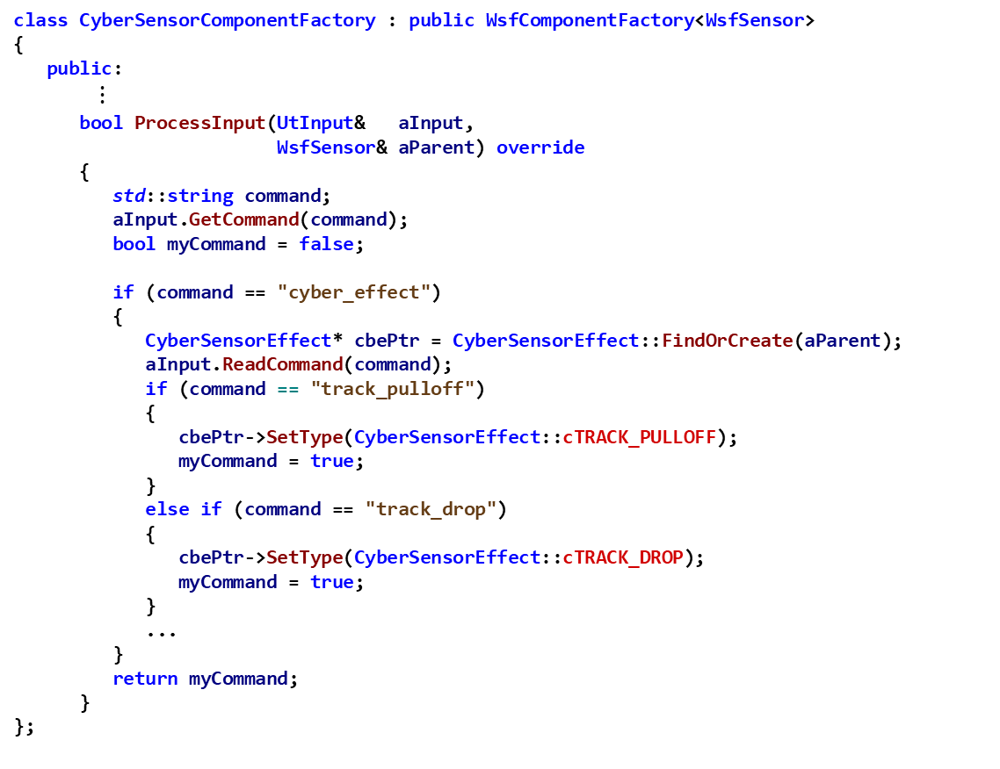 class CyberSensorComponentFactory : public WsfComponentFactory<WsfSensor>
{
   public:
        ⋮
      bool ProcessInput(UtInput&   aInput,
                        WsfSensor& aParent) override
      {
         std::string command;
         aInput.GetCommand(command);
         bool myCommand = false;

         if (command == "cyber_effect")
         {
            CyberSensorEffect* cbePtr = CyberSensorEffect::FindOrCreate(aParent);
            aInput.ReadCommand(command);
            if (command == "track_pulloff")
            {
               cbePtr->SetType(CyberSensorEffect::cTRACK_PULLOFF);
               myCommand = true;
            }
            else if (command == "track_drop")
            {
               cbePtr->SetType(CyberSensorEffect::cTRACK_DROP);
               myCommand = true;
            }
            ...
         }
         return myCommand;
      }
};